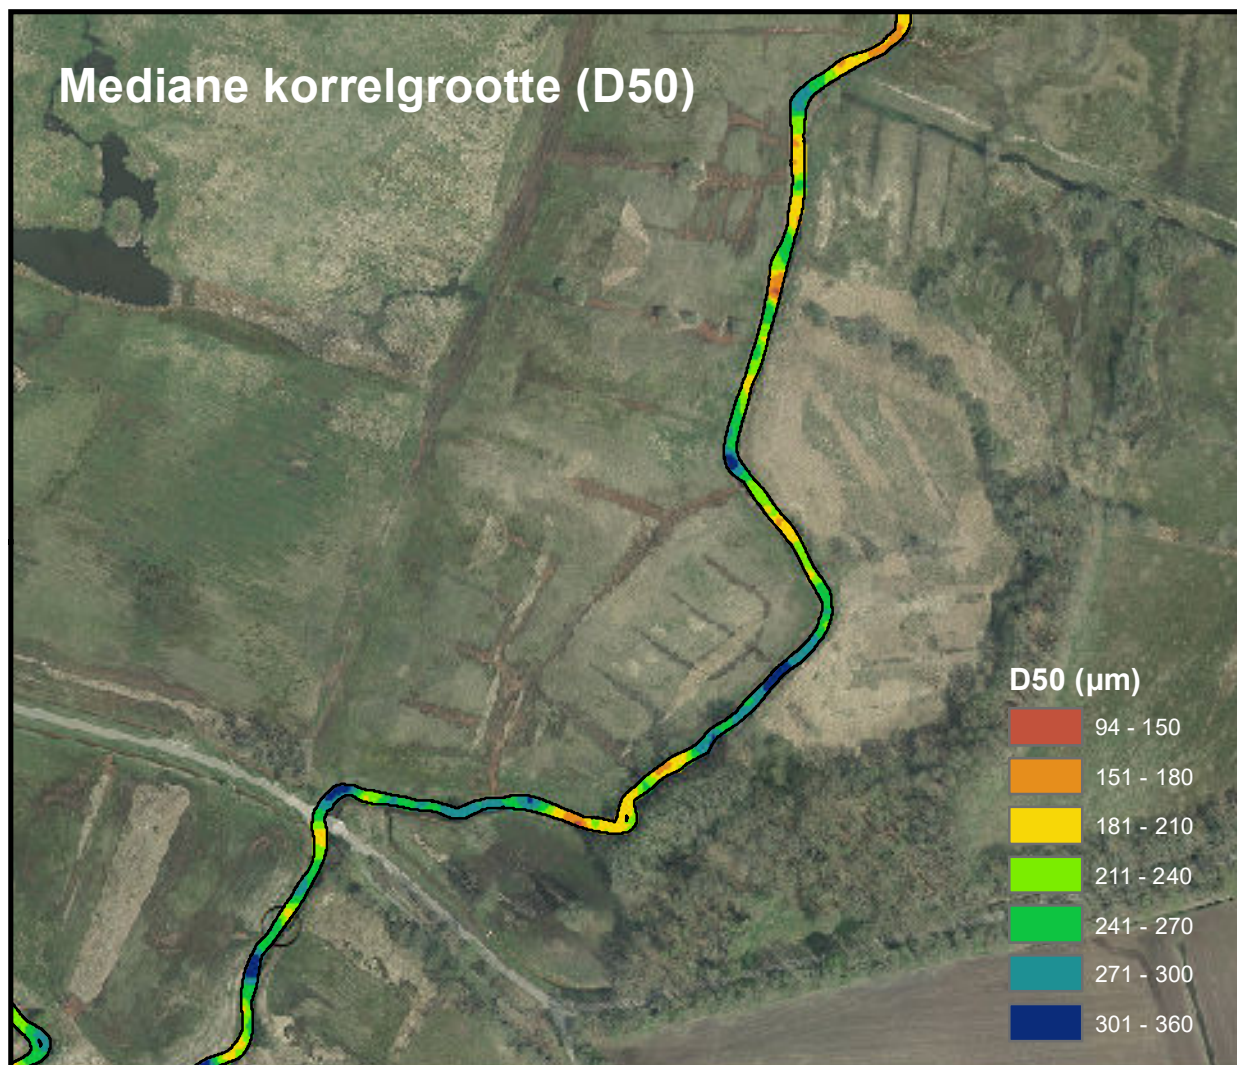 Mediane korrelgrootte (D50)
D50 (µm)
94 - 150
151 - 180
181 - 210
211 - 240
241 - 270
271 - 300
301 - 360